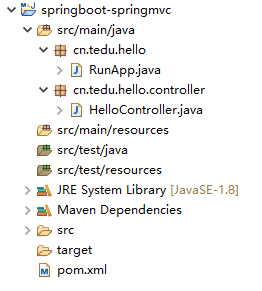 springboot-springmvc
src/main/java
cn.tedu.hello
RunApp.java
cn.tedu.hello.controller
HelloController.java
src/main/resources
src/test/java
src/test/resources
JRE System Library [JavaSE-1.8]
Maven Dependencies
src
target
pom.xml